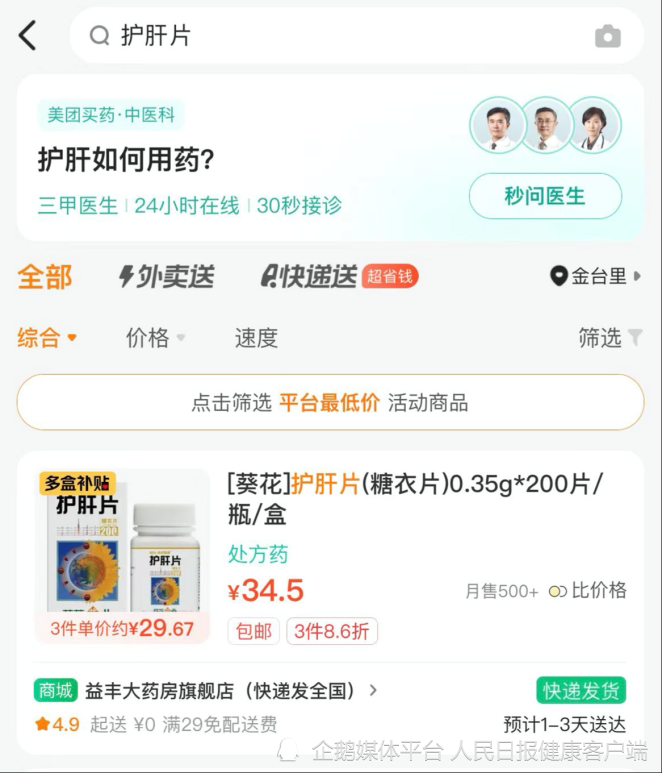 护肝片
美团买药·中医科
护肝如何用药?
三甲医生 | 24小时在线 | 30秒接诊
秒问医生
全部 外卖送 快递送 超省钱 金台里
综合 价格 速度 筛选
点击筛选 平台最低价 活动商品
多盒补贴
护肝片
护肝片
3件单价约¥29.67
[葵花]护肝片(糖衣片)0.35g*200片/
瓶/盒
处方药
¥34.5 月售500+ 比价格
包邮 3件8.6折
商城 益丰大药房旗舰店（快递发全国） 快递发货
4.9 起送 ¥0 满29免配送费 预计1-3天送达
企鹅媒体平台 人民日报健康客户端